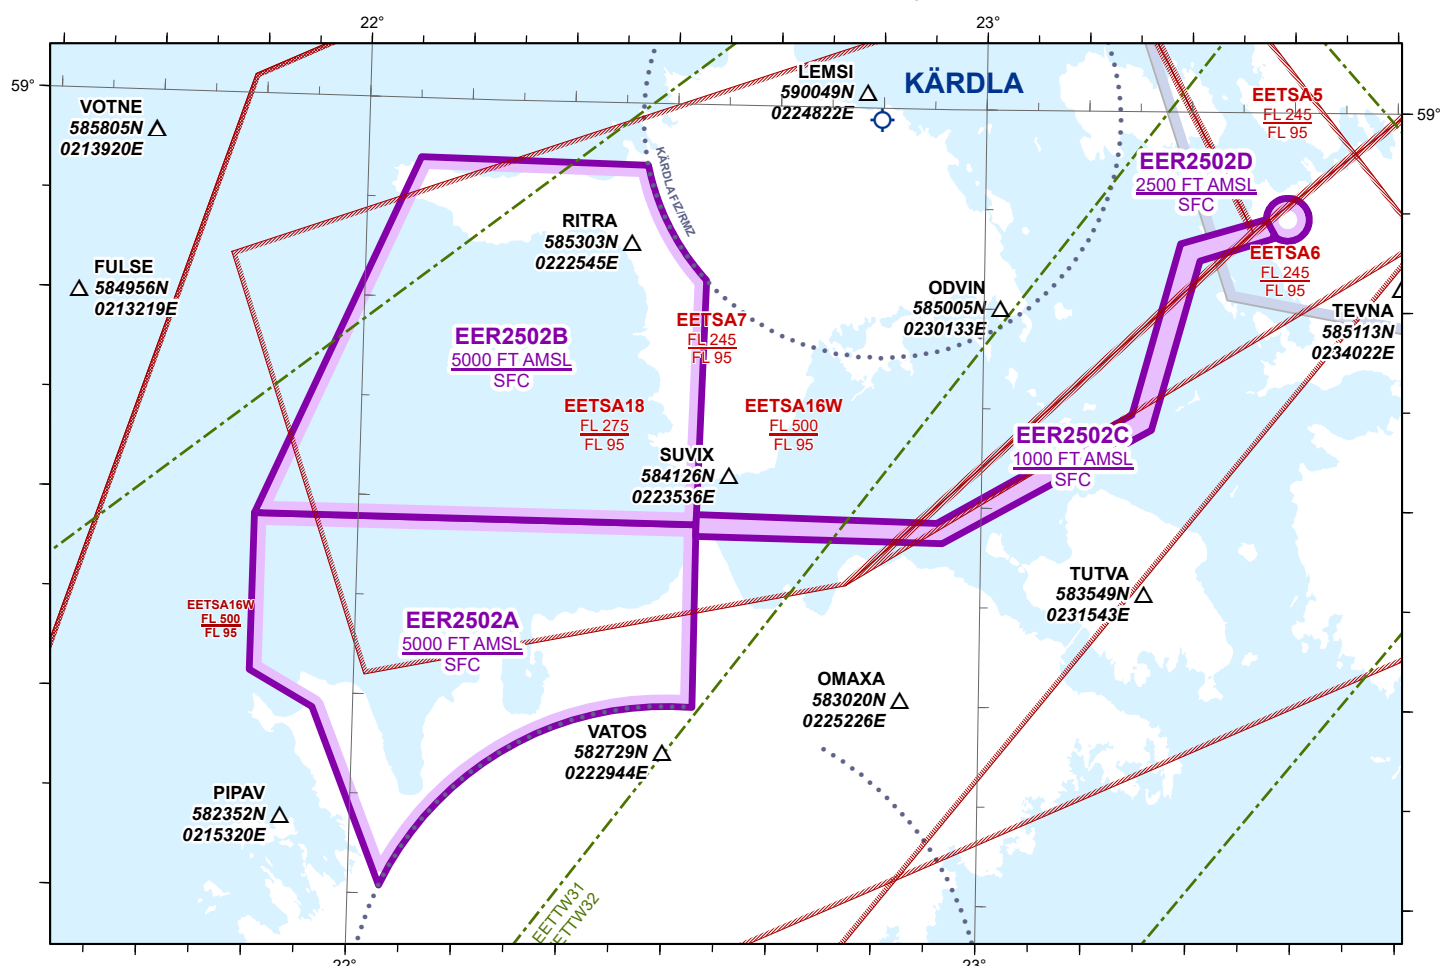 22°
23°
59°
59°
VOTNE
585805N
0213920E
LEMSI
590049N
0224822E
KÄRDLA
EETSA5
FL 245
FL 95
KÄRDLA FIZ/RMZ
EER2502D
2500 FT AMSL
SFC
RITRA
585303N
0222545E
FULSE
584956N
0213219E
EETSA6
FL 245
FL 95
ODVIN
585005N
0230133E
TEVNA
585113N
0234022E
EER2502B
5000 FT AMSL
SFC
EETSA7
FL 245
FL 95
EETSA18
FL 275
FL 95
EETSA16W
FL 500
FL 95
SUVIX
584126N
0223536E
EER2502C
1000 FT AMSL
SFC
TUTVA
583549N
0231543E
EETSA16W
FL 500
FL 95
EER2502A
5000 FT AMSL
SFC
OMAXA
583020N
0225226E
VATOS
582729N
0222944E
PIPAV
582352N
0215320E
EETTW31
ETTW32
22°
23°